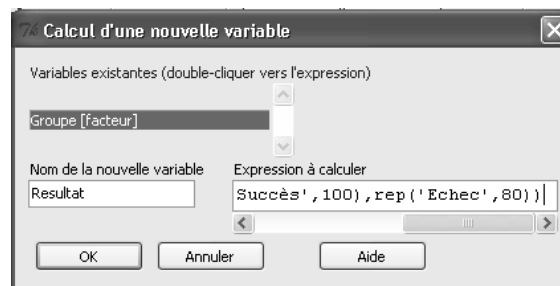 Calcul d'une nouvelle variable
Variables existantes (double-cliquer vers l'expression)
Groupe [facteur]
Nom de la nouvelle variable Expression à calculer
Resultat Succès',100),rep('Echec',80))
OK Annuler Aide